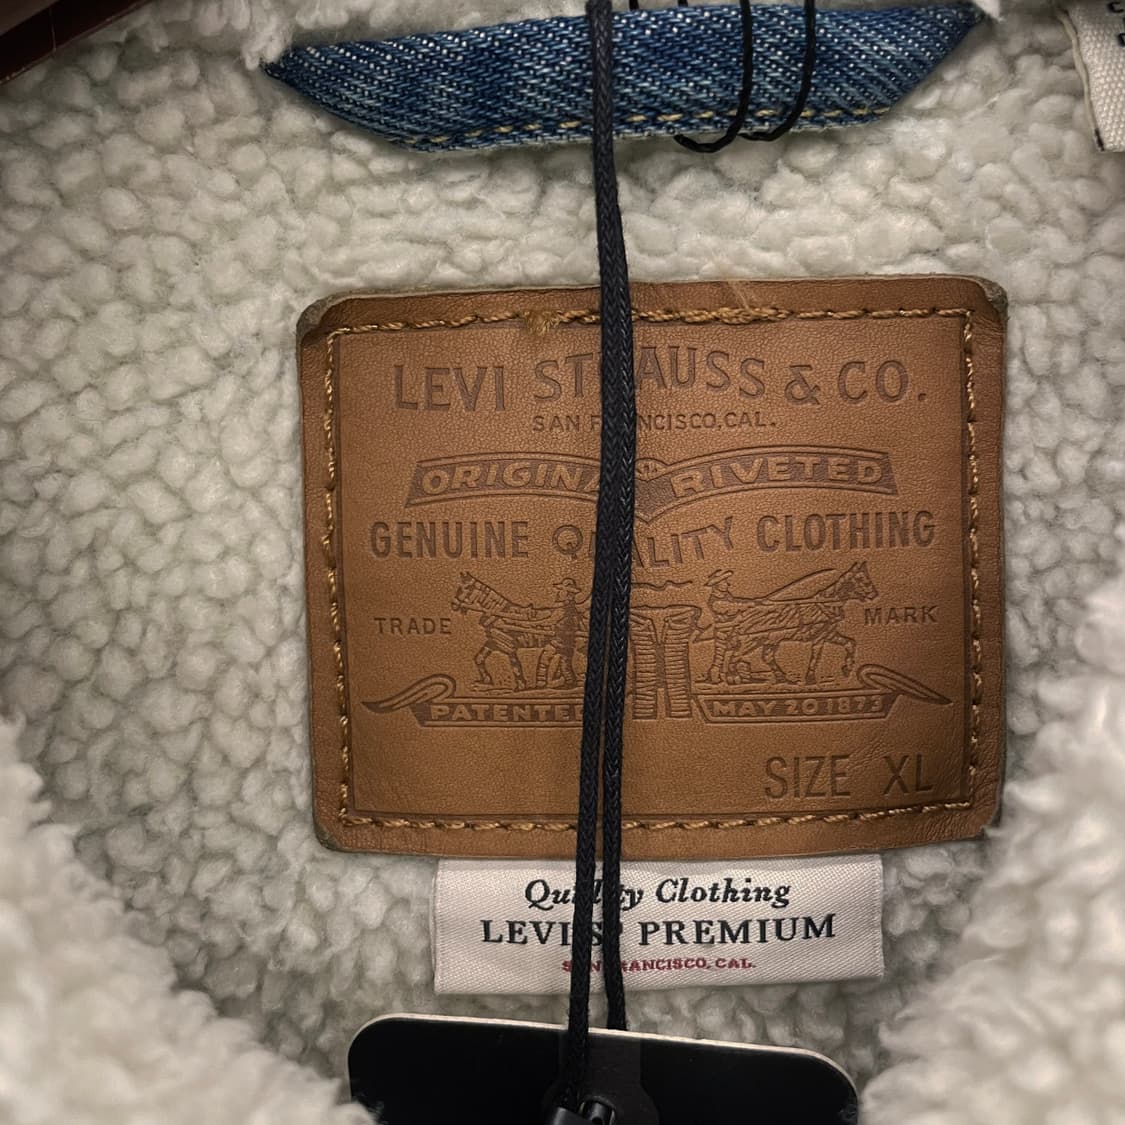 LEVI STRAUSS & CO.
SAN FRANCISCO, CAL.
ORIGINAL RIVETED
GENUINE QUALITY CLOTHING
TRADE MARK
PATENTED MAY 20 1873
SIZE XL
Quality Clothing
LEVI'S® PREMIUM
SAN FRANCISCO, CAL.